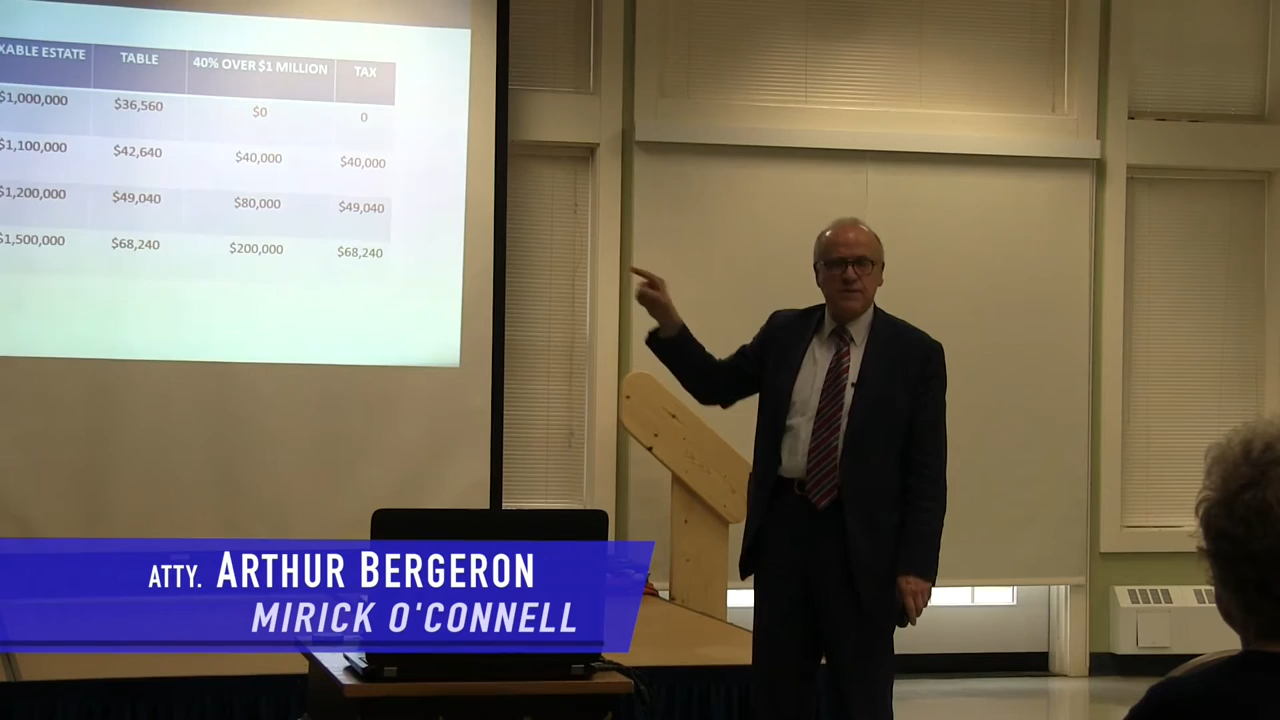 XABLE ESTATE TABLE 40% OVER $1 MILLION TAX
$1,000,000 $36,560 $0 0
$1,100,000 $42,640 $40,000 $40,000
$1,200,000 $49,040 $80,000 $49,040
$1,500,000 $68,240 $200,000 $68,240
ATTY. ARTHUR BERGERON
MIRICK O'CONNELL